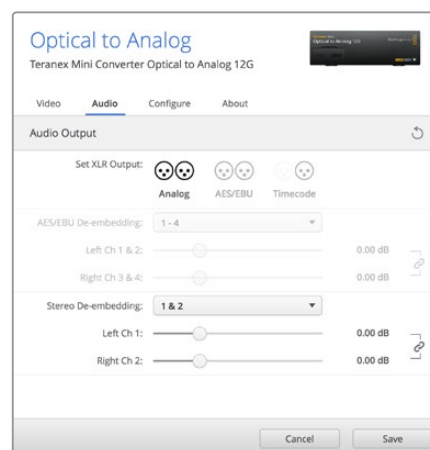 Optical to Analog
Teranex Mini Converter Optical to Analog 12G
Video Audio Configure About
Audio Output
Set XLR Output:
Analog AES/EBU Timecode
AES/EBU De-embedding: 1 - 4
Left Ch 1 & 2: 0.00 dB
Right Ch 3 & 4: 0.00 dB
Stereo De-embedding: 1 & 2
Left Ch 1: 0.00 dB
Right Ch 2: 0.00 dB
Cancel Save